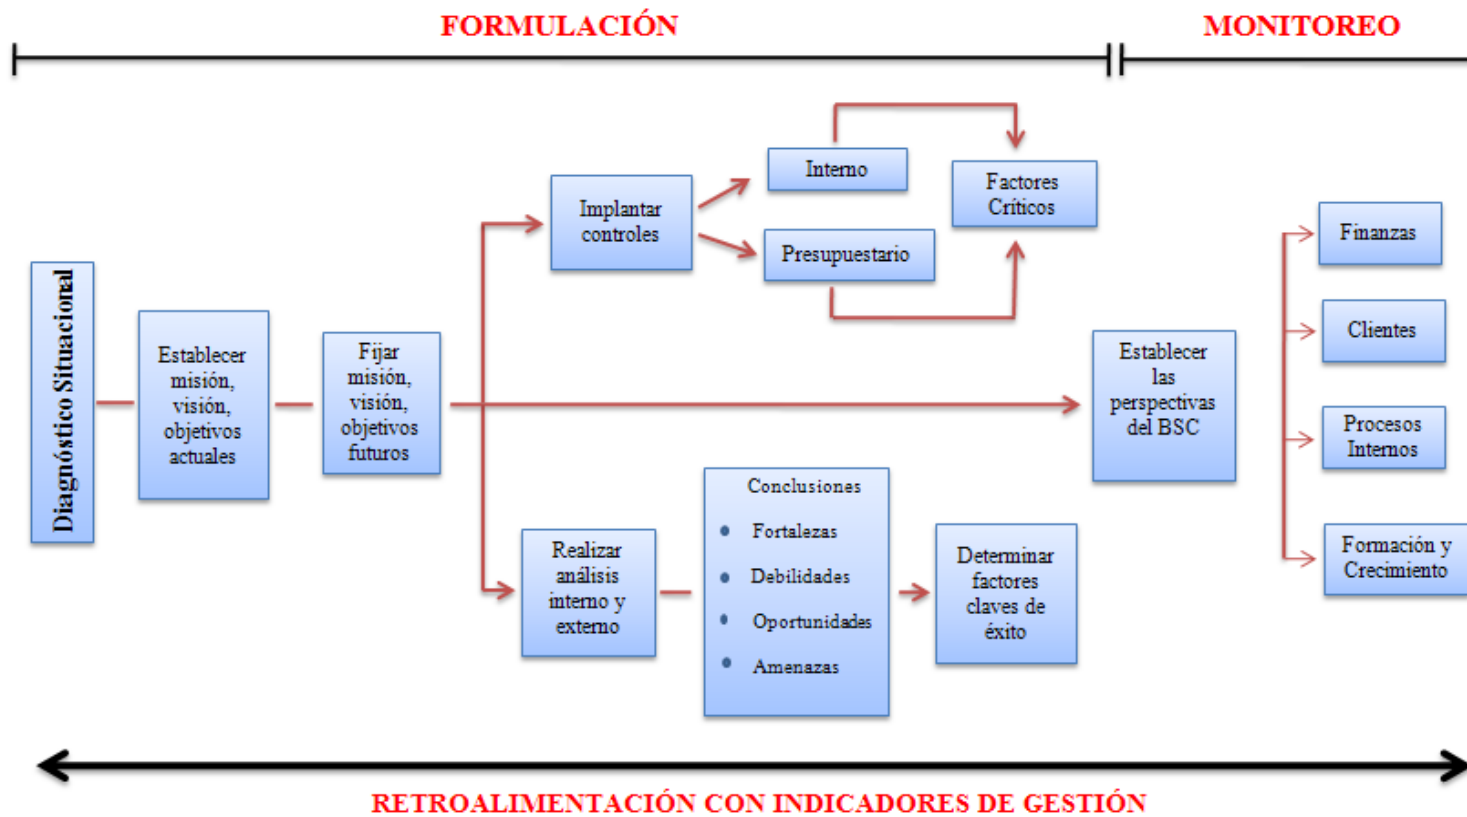 FORMULACIÓN
MONITOREO
Diagnóstico Situacional
Establecer
misión,
visión,
objetivos
actuales
Fijar
misión,
visión,
objetivos
futuros
Implantar
controles
Interno
Presupuestario
Factores
Críticos
Realizar
análisis
interno y
externo
Conclusiones
Fortalezas
Debilidades
Oportunidades
Amenazas
Determinar
factores
claves de
éxito
Establecer
las
perspectivas
del BSC
Finanzas
Clientes
Procesos
Internos
Formación y
Crecimiento
RETROALIMENTACIÓN CON INDICADORES DE GESTIÓN